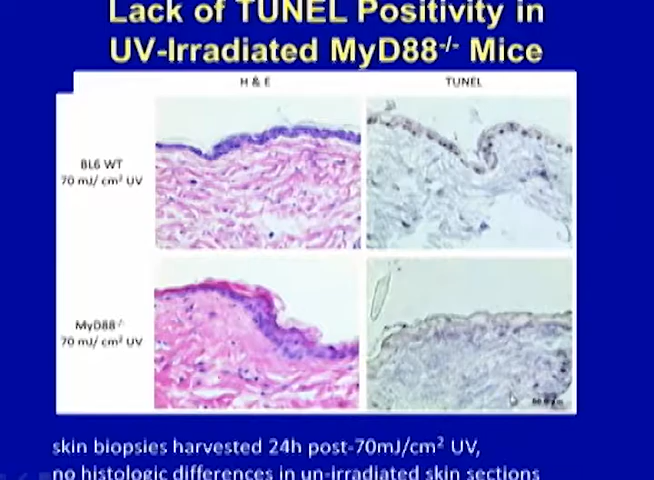 Lack of TUNEL Positivity in
UV-Irradiated MyD88-/- Mice
H & E
TUNEL
BL6 WT
70 mJ/ cm² UV
MyD88-/-
70 mJ/ cm² UV
skin biopsies harvested 24h post-70mJ/cm² UV,
no histologic differences in un-irradiated skin sections